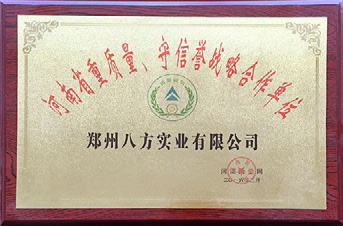 河南省重质量、守信誉战略合作单位
郑州八方实业有限公司